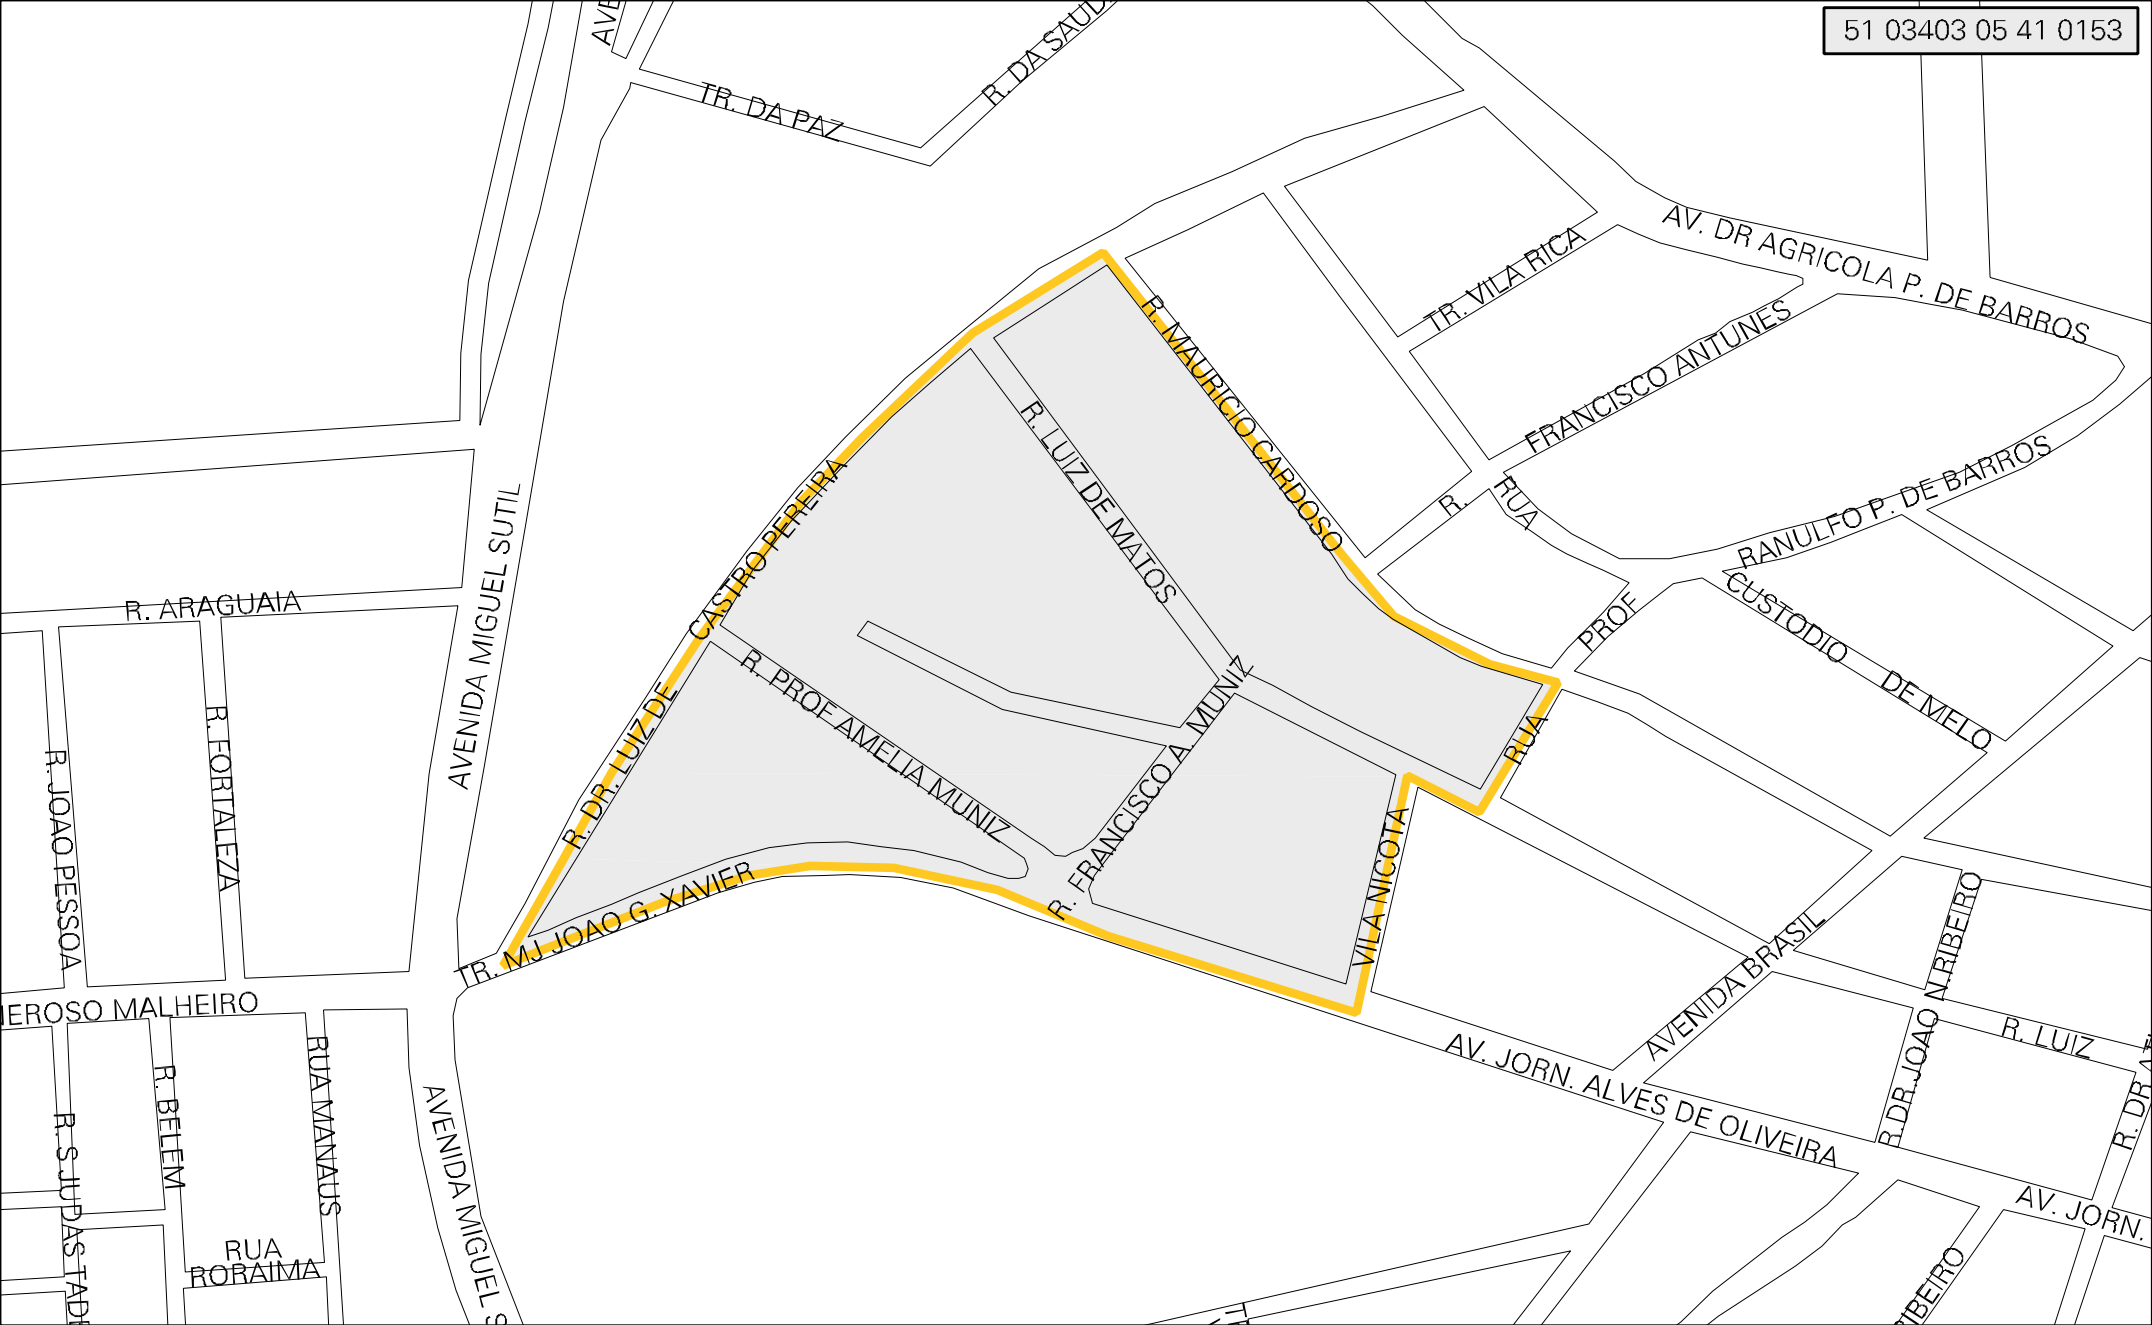 51 03403 05 41 0153
AVE
R. DA SAUD
TR. DA PAZ
AV. DR AGRICOLA P. DE BARROS
TR. VILA RICA
FRANCISCO ANTUNES
R. MAURICIO CARDOSO
R. LUIZ DE MATOS
R.
RUA
PROF
RANULFO P. DE BARROS
CUSTODIO DE MELO
AVENIDA MIGUEL SUTIL
R. DR. LUIZ DE CASTRO PEREIRA
R. ARAGUAIA
R. FORTALEZA
R. JOAO PESSOA
R. PROF AMELIA MUNIZ
R. FRANCISCO A. MUNIZ
RUA
VILA NICOTA
TR. MJ JOAO G. XAVIER
IEROSO MALHEIRO
AVENIDA BRASIL
R.DR.JOAO N.RIBEIRO
R. LUIZ
R. DR A
AV. JORN. ALVES DE OLIVEIRA
AV. JORN.
RUA MANAUS
R. BELEM
R. S.JUDAS TADE
RUA
RORAIMA
AVENIDA MIGUEL S
IBEIRO